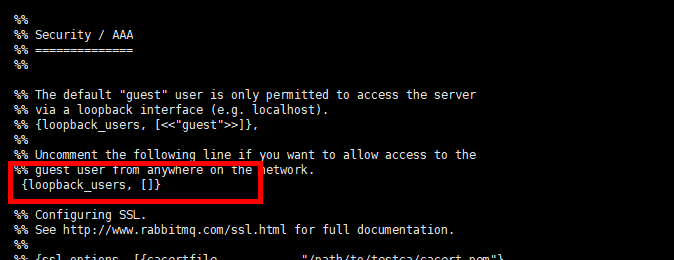 %%
%% Security / AAA
%% ==============
%%
%% The default "guest" user is only permitted to access the server
%% via a loopback interface (e.g. localhost).
%% {loopback_users, [<<"guest">>]},
%%
%% Uncomment the following line if you want to allow access to the
%% guest user from anywhere on the network.
{loopback_users, []}
%% Configuring SSL.
%% See http://www.rabbitmq.com/ssl.html for full documentation.
%%
%% {ssl_options, [{cacertfile, "/path/to/testca/cacert.pem"},